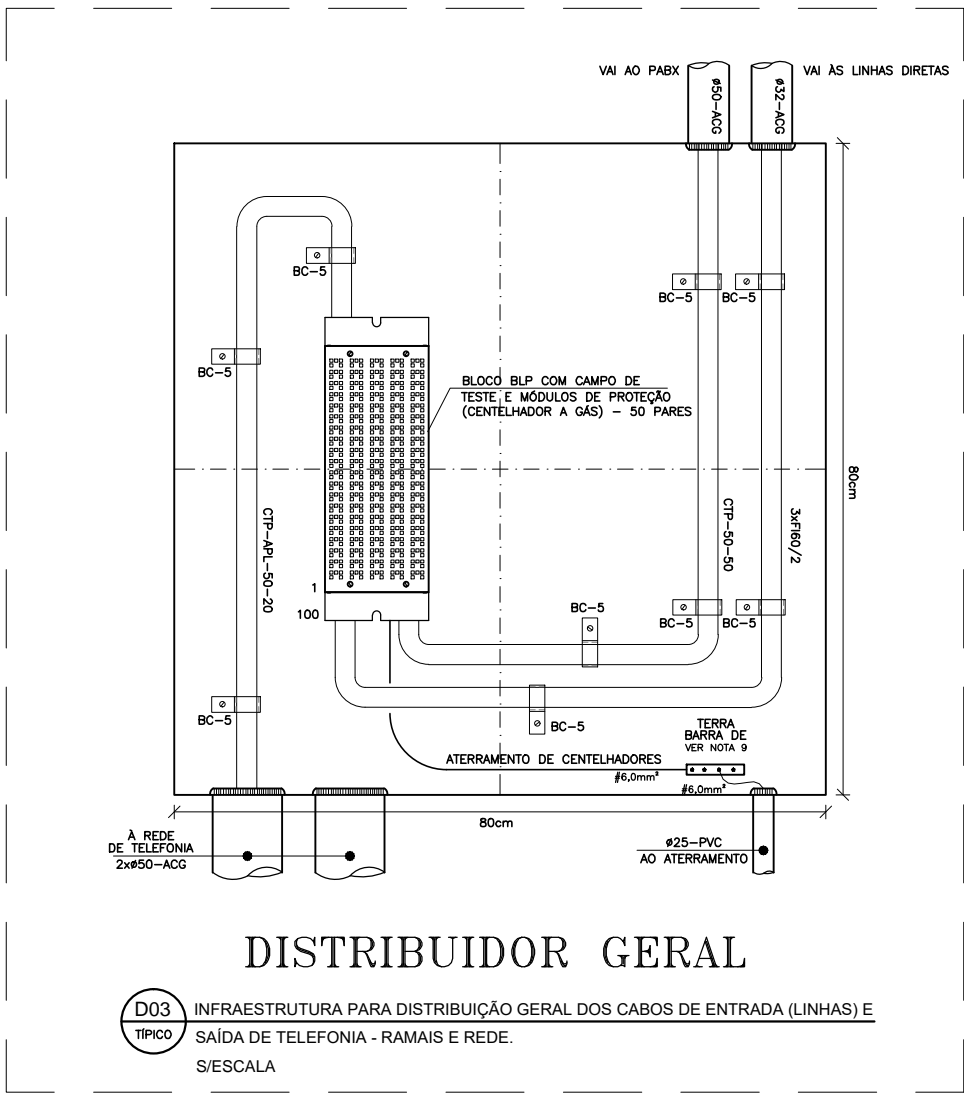 VAI AO PABX
ø50-ACG
ø32-ACG
VAI ÀS LINHAS DIRETAS
BC-5
BC-5
BC-5
BC-5
BLOCO BLP COM CAMPO DE
TESTE E MÓDULOS DE PROTEÇÃO
(CENTELHADOR A GÁS) - 50 PARES
80cm
CTP-APL-50-20
CTP-50-50
3xFI60/2
1
100
BC-5
BC-5
BC-5
BC-5
BC-5
TERRA
BARRA DE
VER NOTA 9
ATERRAMENTO DE CENTELHADORES
#6,0mm²
#6,0mm²
80cm
À REDE
DE TELEFONIA
2xø50-ACG
ø25-PVC
AO ATERRAMENTO
DISTRIBUIDOR GERAL
D03
TÍPICO
INFRAESTRUTURA PARA DISTRIBUIÇÃO GERAL DOS CABOS DE ENTRADA (LINHAS) E
SAÍDA DE TELEFONIA - RAMAIS E REDE.
S/ESCALA